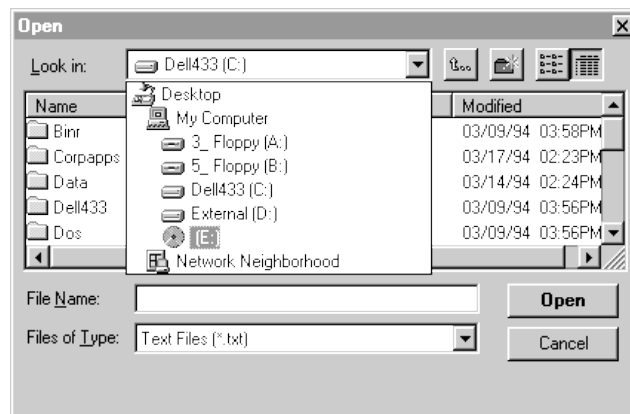 Open
Look in: Dell433 (C:)
Desktop
Name Modified
My Computer
Binr 03/09/94 03:58PM
3_ Floppy (A:)
Corpapps 03/17/94 02:23PM
5_ Floppy (B:)
Data 03/14/94 02:24PM
Dell433 (C:)
Dell433 03/09/94 03:56PM
External (D:)
Dos 03/09/94 03:56PM
(E:)
Network Neighborhood
File Name: Open
Files of Type: Text Files (*.txt) Cancel